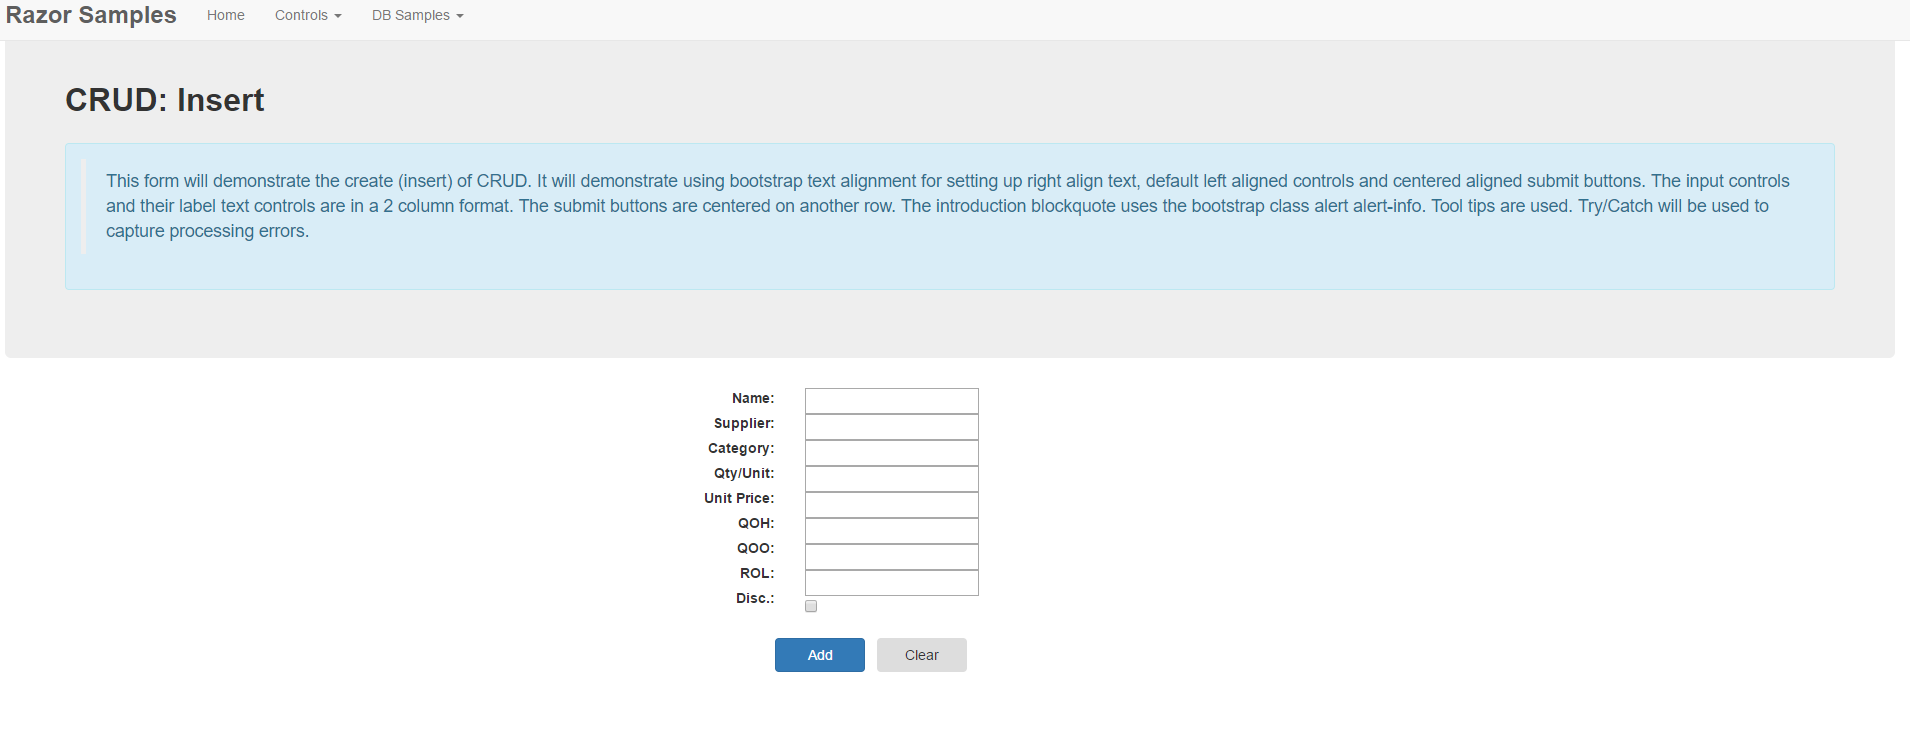 Razor Samples Home Controls DB Samples
CRUD: Insert
This form will demonstrate the create (insert) of CRUD. It will demonstrate using bootstrap text alignment for setting up right align text, default left aligned controls and centered aligned submit buttons. The input controls
and their label text controls are in a 2 column format. The submit buttons are centered on another row. The introduction blockquote uses the bootstrap class alert alert-info. Tool tips are used. Try/Catch will be used to
capture processing errors.
Name:
Supplier:
Category:
Qty/Unit:
Unit Price:
QOH:
QOO:
ROL:
Disc.:
Add Clear